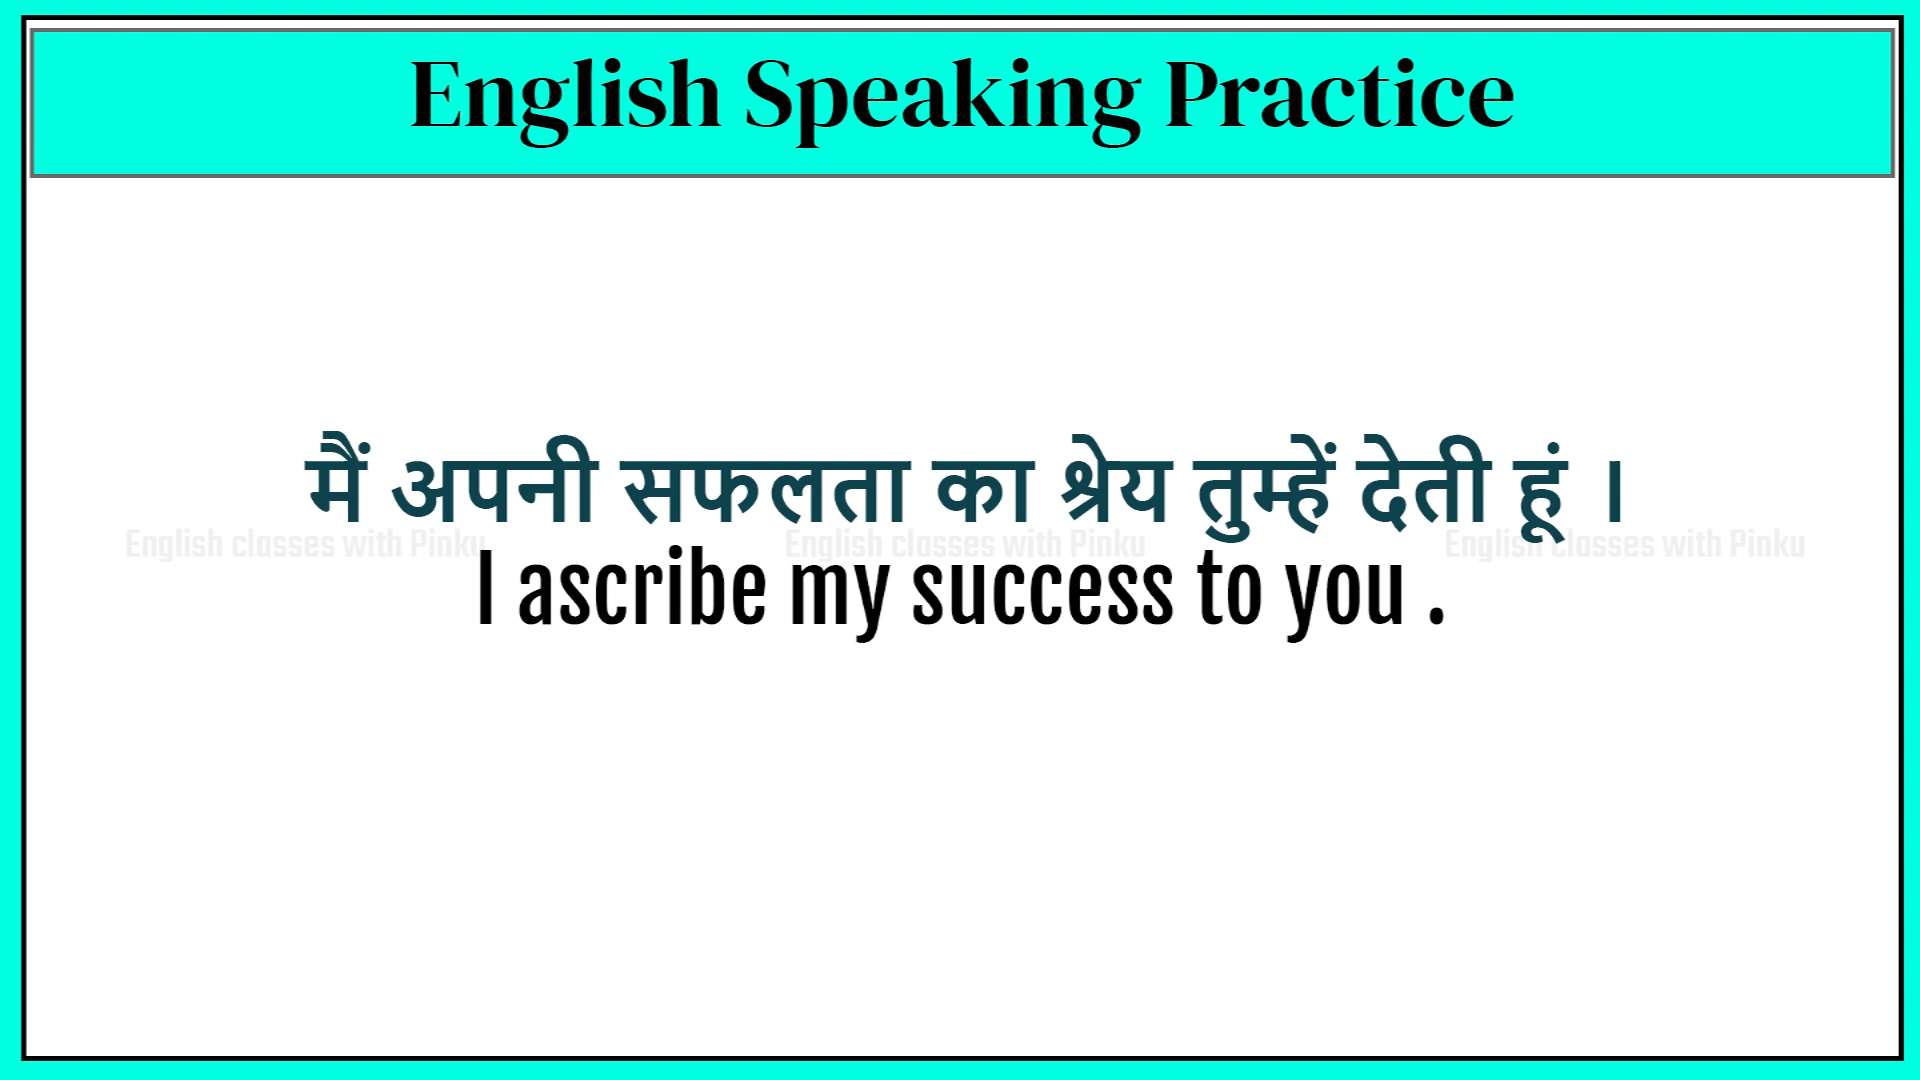 English Speaking Practice
मैं अपनी सफलता का श्रेय तुम्हें देती हूं ।
English classes with Pinku English classes with Pinku English classes with Pinku
I ascribe my success to you .